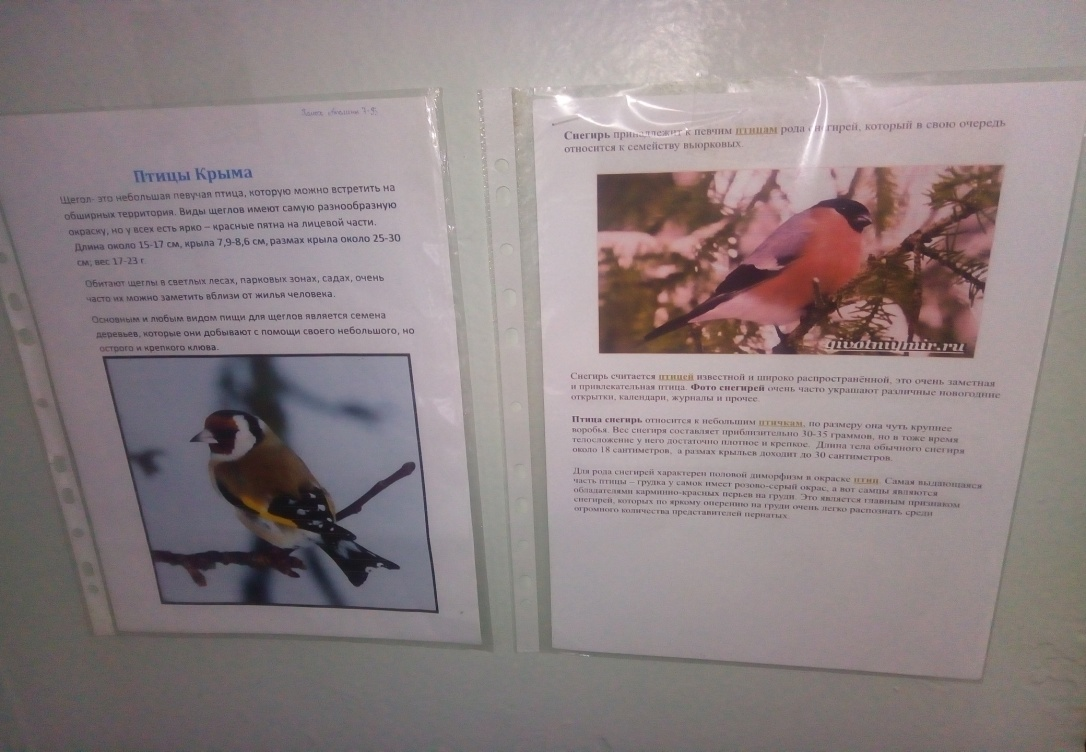 Птицы Крыма
Щегол- это небольшая певучая птица, которую можно встретить на
обширных территория. Виды щеглов имеют самую разнообразную
окраску, но у всех есть ярко – красные пятна на лицевой части.
Длина около 15-17 см, крыла 7,9-8,6 см, размах крыла около 25-30
см; вес 17-23 г
Обитают щеглы в светлых лесах, парковых зонах, садах, очень
часто их можно заметить вблизи от жилья человека.
Основным и любым видом пищи для щеглов является семена
деревьев, которые они добывают с помощи своего небольшого, но
острого и крепкого клюва.
Снегирь принадлежит к певчим птицам рода снегирей, который в свою очередь
относится к семейству вьюрковых.
givotniymir.ru
Снегирь считается птицей известной и широко распространённой, это очень заметная
и привлекательная птица. Фото снегирей очень часто украшают различные новогодние
открытки, календари, журналы и прочее.
Птица снегирь относится к небольшим птичкам, по размеру она чуть крупнее
воробья. Вес снегиря составляет приблизительно 30-35 граммов, но в тоже время
телосложение у него достаточно плотное и крепкое. Длина тела обычного снегиря
около 18 сантиметров, а размах крыльев доходит до 30 сантиметров.
Для рода снегирей характерен половой диморфизм в окраске птиц. Самая выдающаяся
часть птицы – грудка у самок имеет розово-серый окрас, а вот самцы являются
обладателями карминно-красных перьев на груди. Это является главным признаком
снегирей, которых по яркому оперению на груди очень легко распознать среди
огромного количества представителей пернатых.